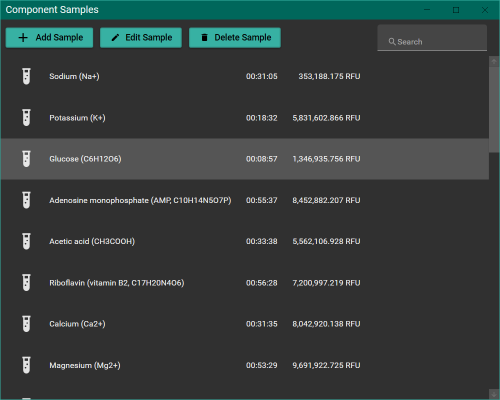 Component Samples
Add Sample Edit Sample Delete Sample Search
Sodium (Na+) 00:31:05 353,188.175 RFU
Potassium (K+) 00:18:32 5,831,602.866 RFU
Glucose (C6H12O6) 00:08:57 1,346,935.756 RFU
Adenosine monophosphate (AMP, C10H14N5O7P) 00:55:37 8,452,882.207 RFU
Acetic acid (CH3COOH) 00:33:38 5,562,106.928 RFU
Riboflavin (vitamin B2, C17H20N4O6) 00:56:28 7,200,997.219 RFU
Calcium (Ca2+) 00:31:35 8,042,920.138 RFU
Magnesium (Mg2+) 00:53:29 9,691,922.725 RFU